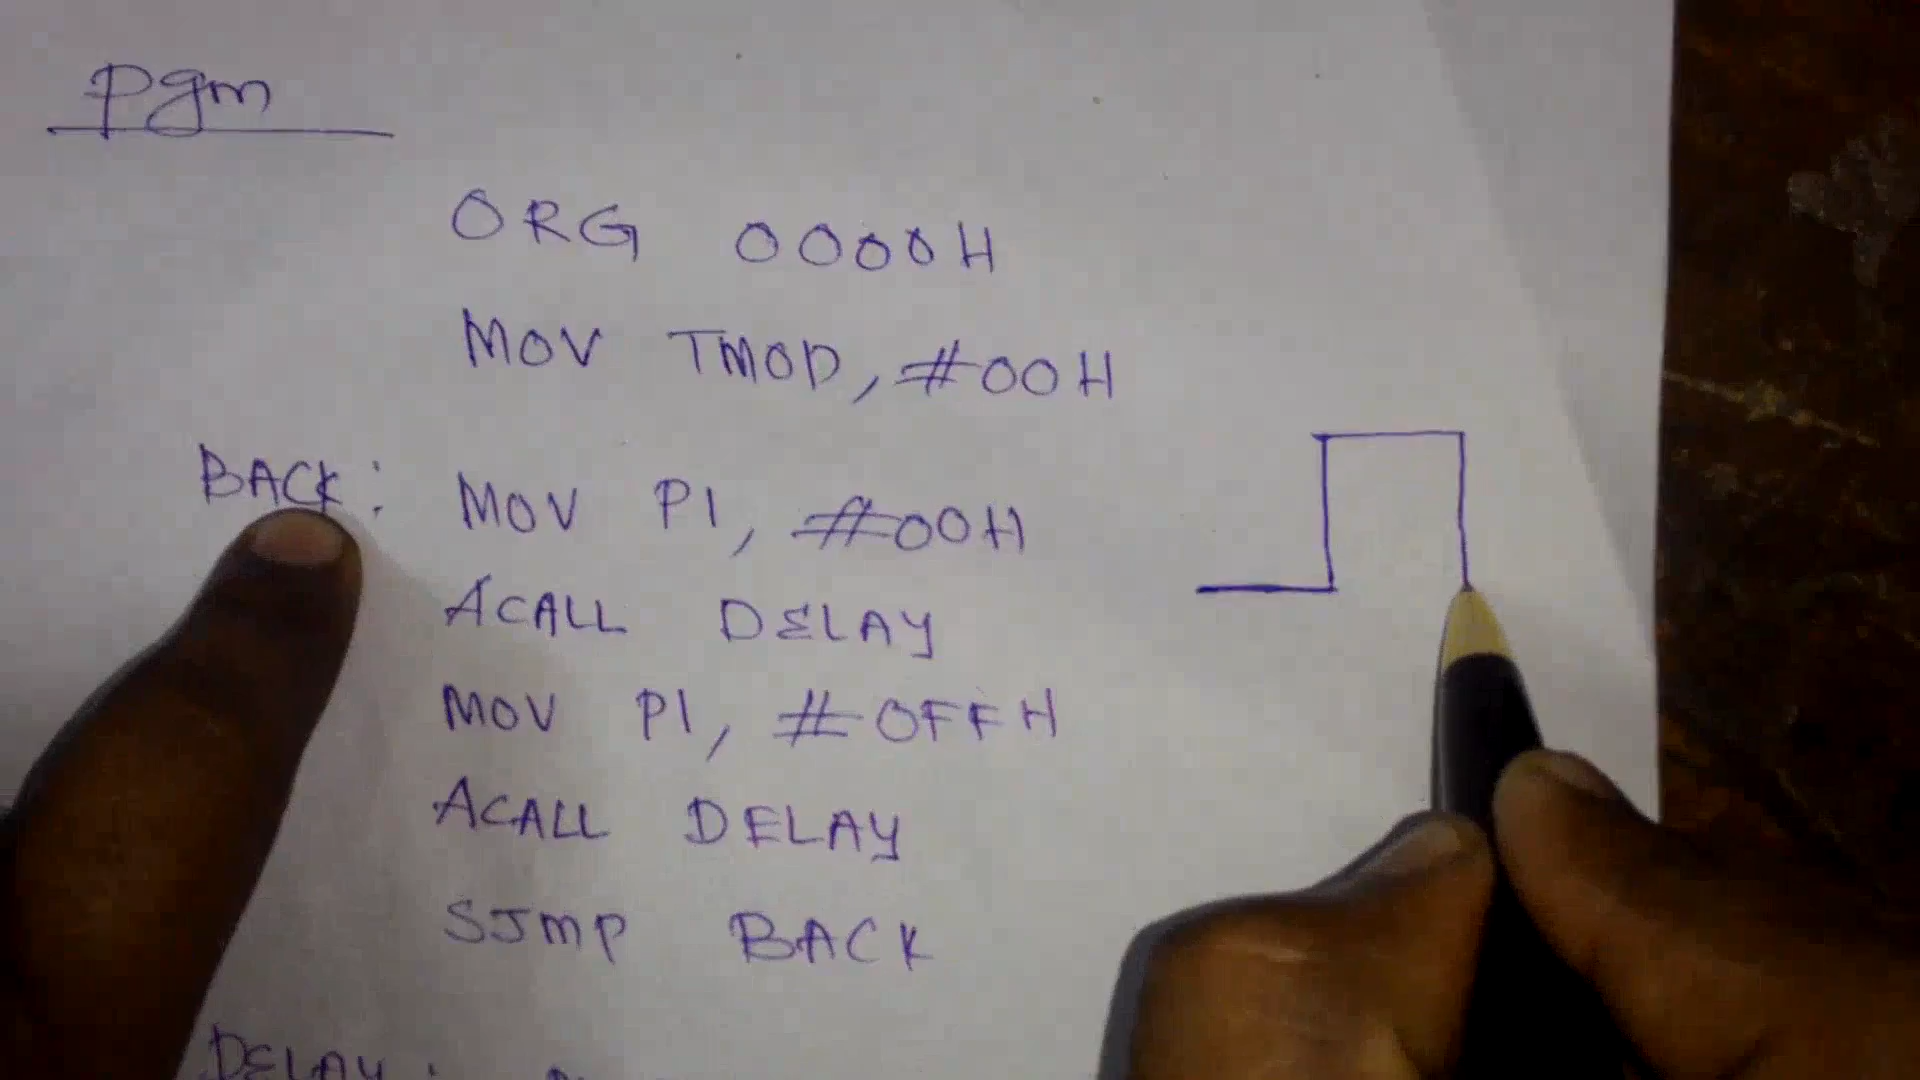 Pgm
ORG 0000H
MOV TMOD, #00H
BACK: MOV P1, #00H
ACALL DELAY
MOV P1, #0FFH
ACALL DELAY
SJMP BACK
DELAY: